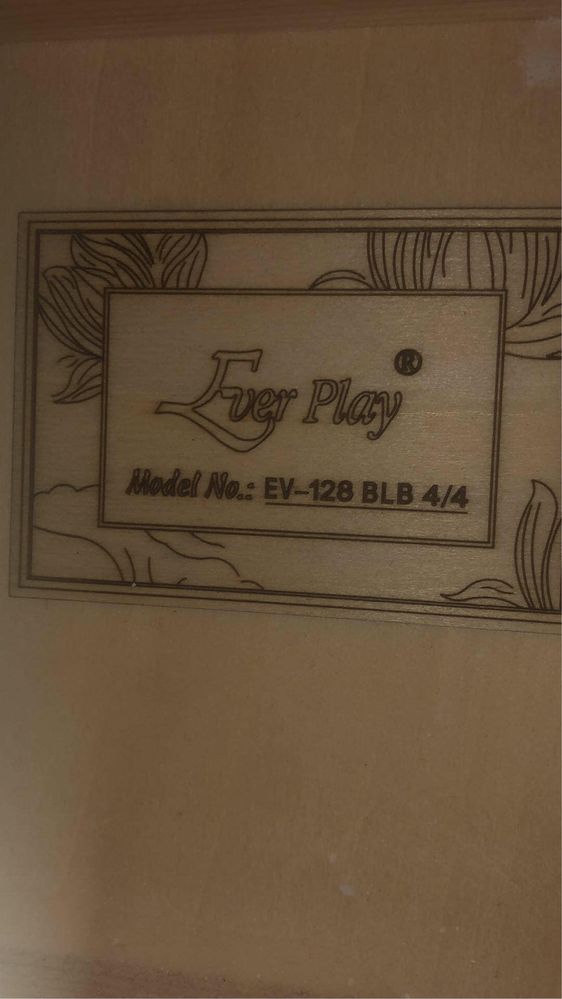 Ever Play ®
Model No.: EV-128 BLB 4/4